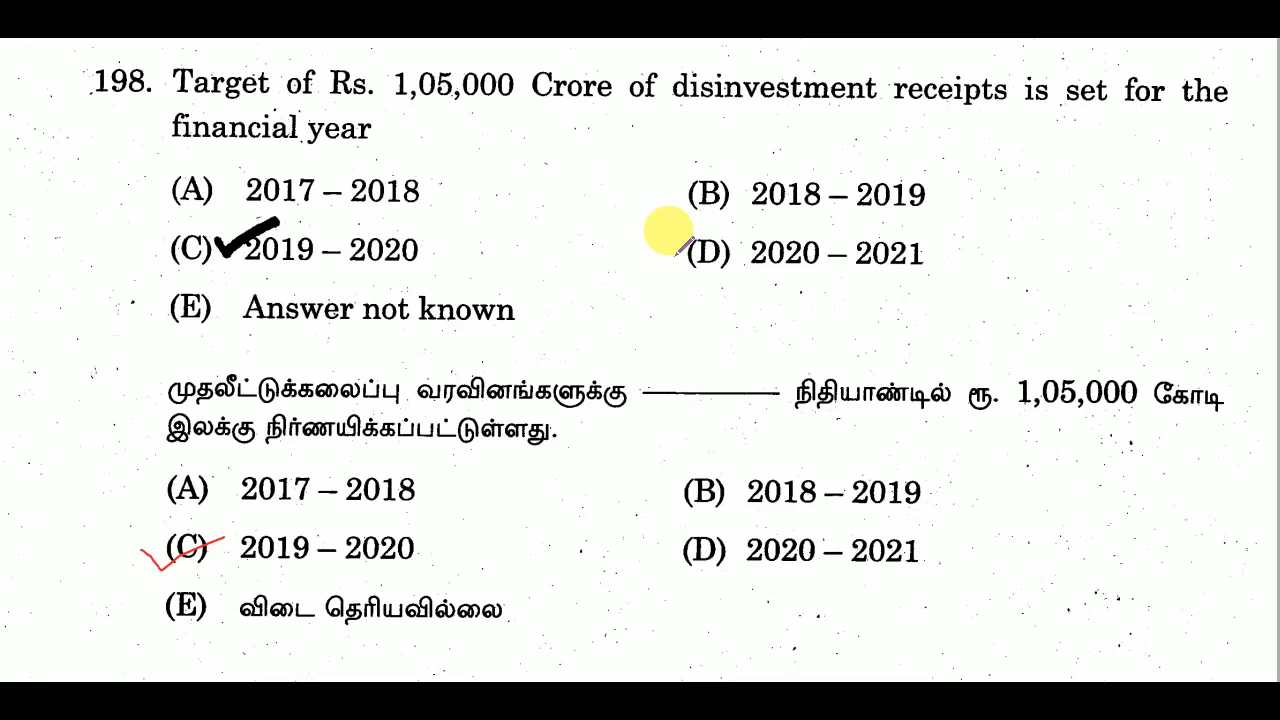 198. Target of Rs. 1,05,000 Crore of disinvestment receipts is set for the
financial year
(A) 2017 – 2018 (B) 2018 – 2019
(C) 2019 – 2020 (D) 2020 – 2021
(E) Answer not known
முதலீட்டுக்கலைப்பு வரவினங்களுக்கு ———— நிதியாண்டில் ரூ. 1,05,000 கோடி
இலக்கு நிர்ணயிக்கப்பட்டுள்ளது.
(A) 2017 – 2018 (B) 2018 – 2019
(C) 2019 – 2020 (D) 2020 – 2021
(E) விடை தெரியவில்லை